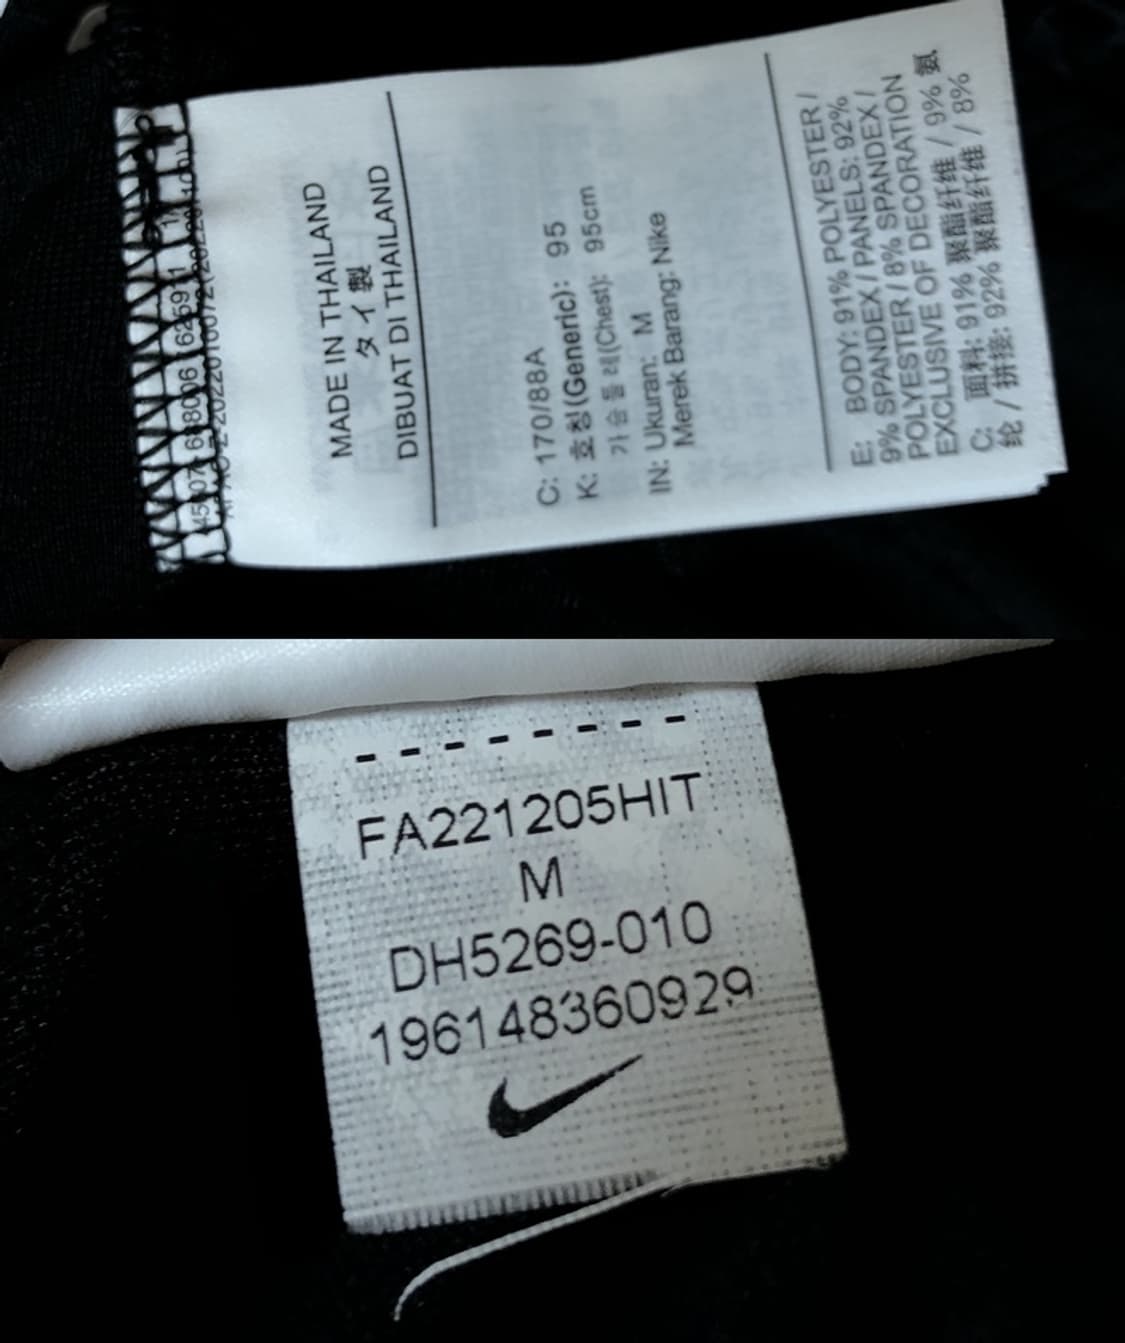 MADE IN THAILAND
タイ製
DIBUAT DI THAILAND
C: 170/88A
K: 호칭(Generic): 95
가슴둘레(Chest): 95cm
IN: Ukuran: M
Merek Barang: Nike
E: BODY: 91% POLYESTER /
9% SPANDEX / PANELS: 92%
POLYESTER / 8% SPANDEX /
EXCLUSIVE OF DECORATION
C: 面料: 91% 聚酯纤维 / 9% 氨
纶 / 拼接: 92% 聚酯纤维 / 8%
FA221205HIT
M
DH5269-010
196148360929